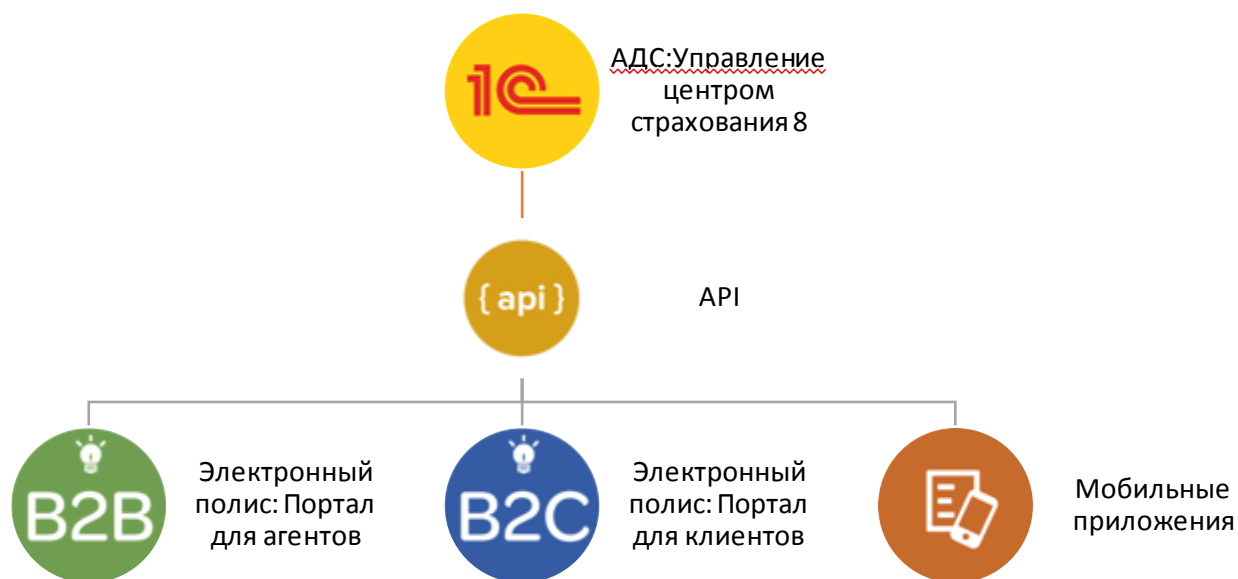 1С
АДС:Управление
центром
страхования 8
{ api }
API
B2B
Электронный
полис: Портал
для агентов
B2C
Электронный
полис: Портал
для клиентов
Мобильные
приложения